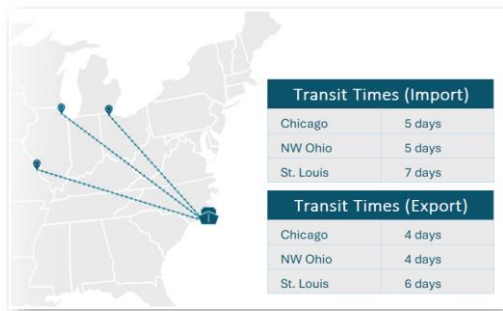 Transit Times (Import)
Chicago 5 days
NW Ohio 5 days
St. Louis 7 days
Transit Times (Export)
Chicago 4 days
NW Ohio 4 days
St. Louis 6 days